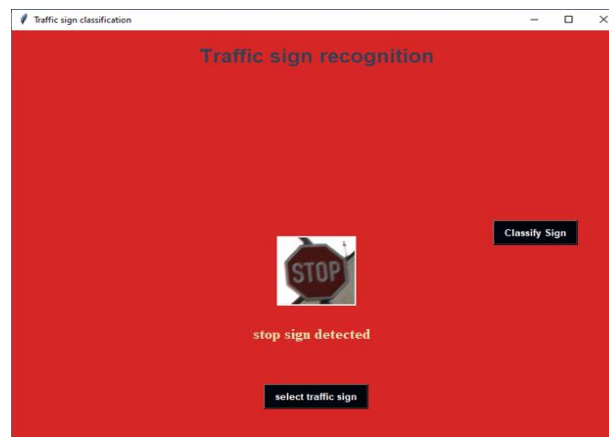 Traffic sign classification
Traffic sign recognition
Classify Sign
STOP
stop sign detected
select traffic sign